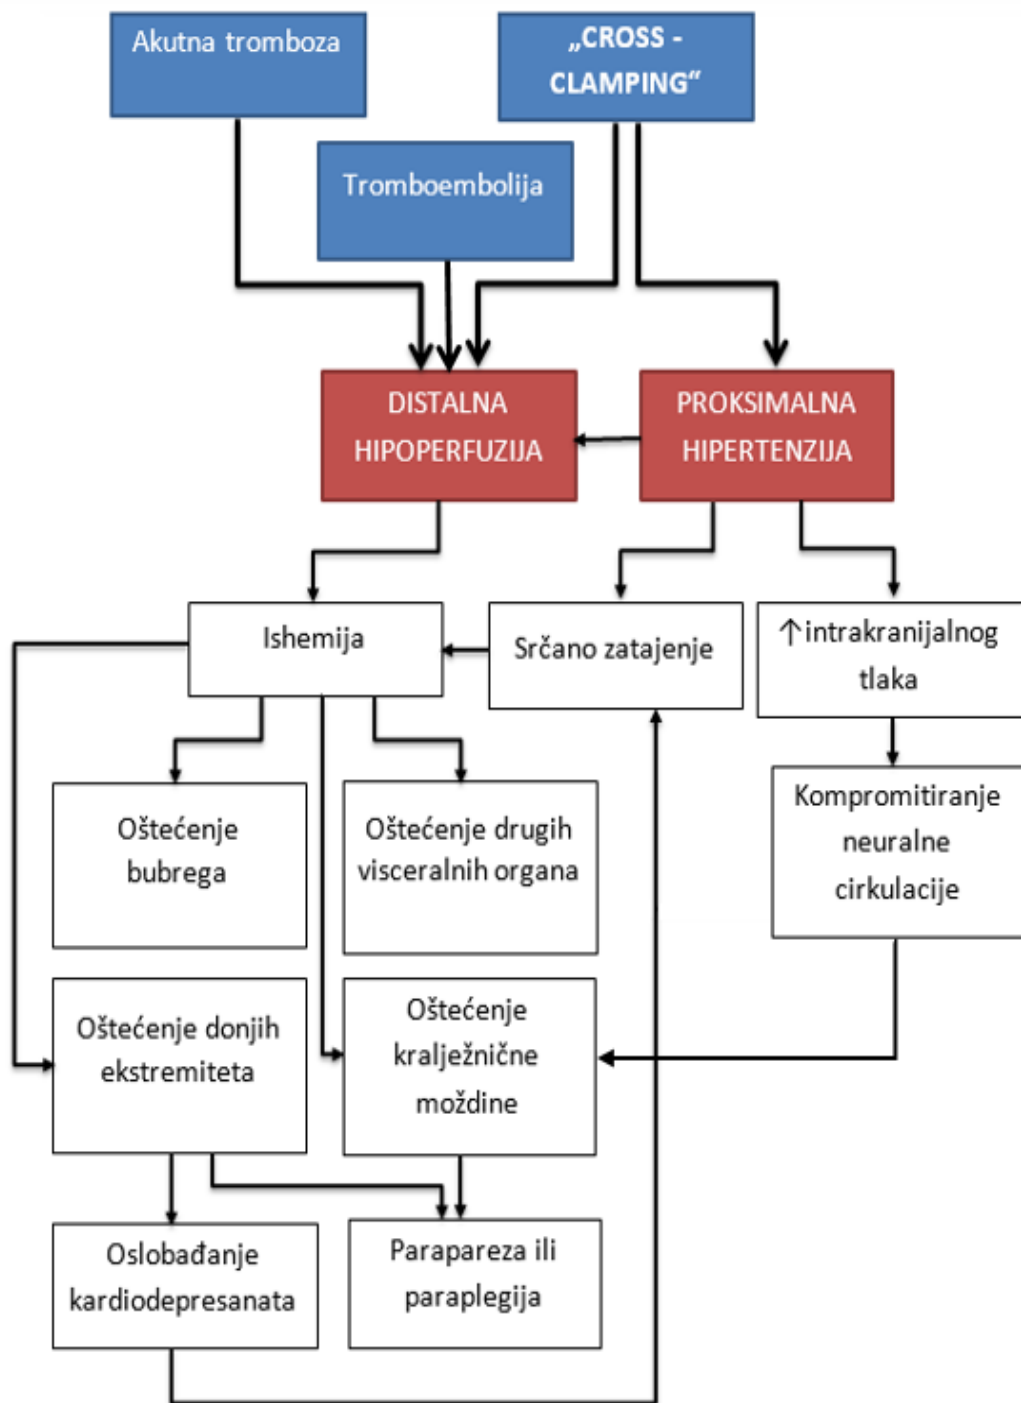 Akutna tromboza
„CROSS -
CLAMPING“
Tromboembolija
DISTALNA
HIPOPERFUZIJA
PROKSIMALNA
HIPERTENZIJA
Ishemija
Srčano zatajenje
↑intrakranijalnog
tlaka
Oštećenje
bubrega
Oštećenje drugih
visceralnih organa
Kompromitiranje
neuralne
cirkulacije
Oštećenje donjih
ekstremiteta
Oštećenje
kralježnične
moždine
Oslobađanje
kardiodepresanata
Parapareza ili
paraplegija